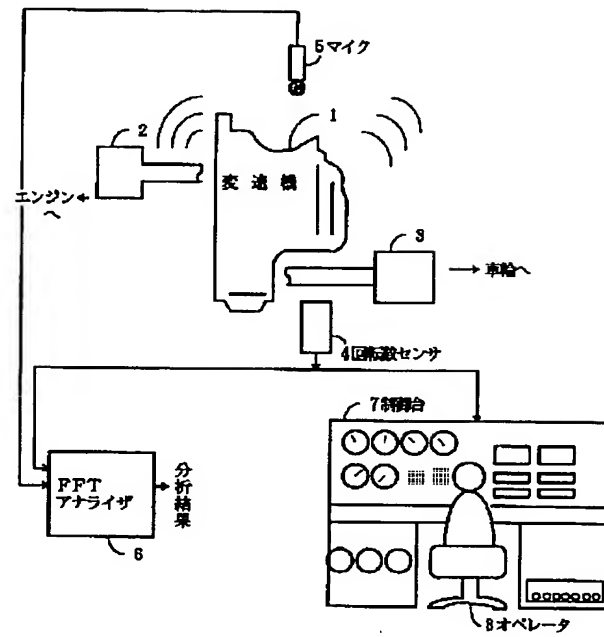 5マイク
1
2
変速機
エンジンへ
3
車輪へ
4回転数センサ
7制御台
FFT
アナライザ
分折結果
6
8オペレータ